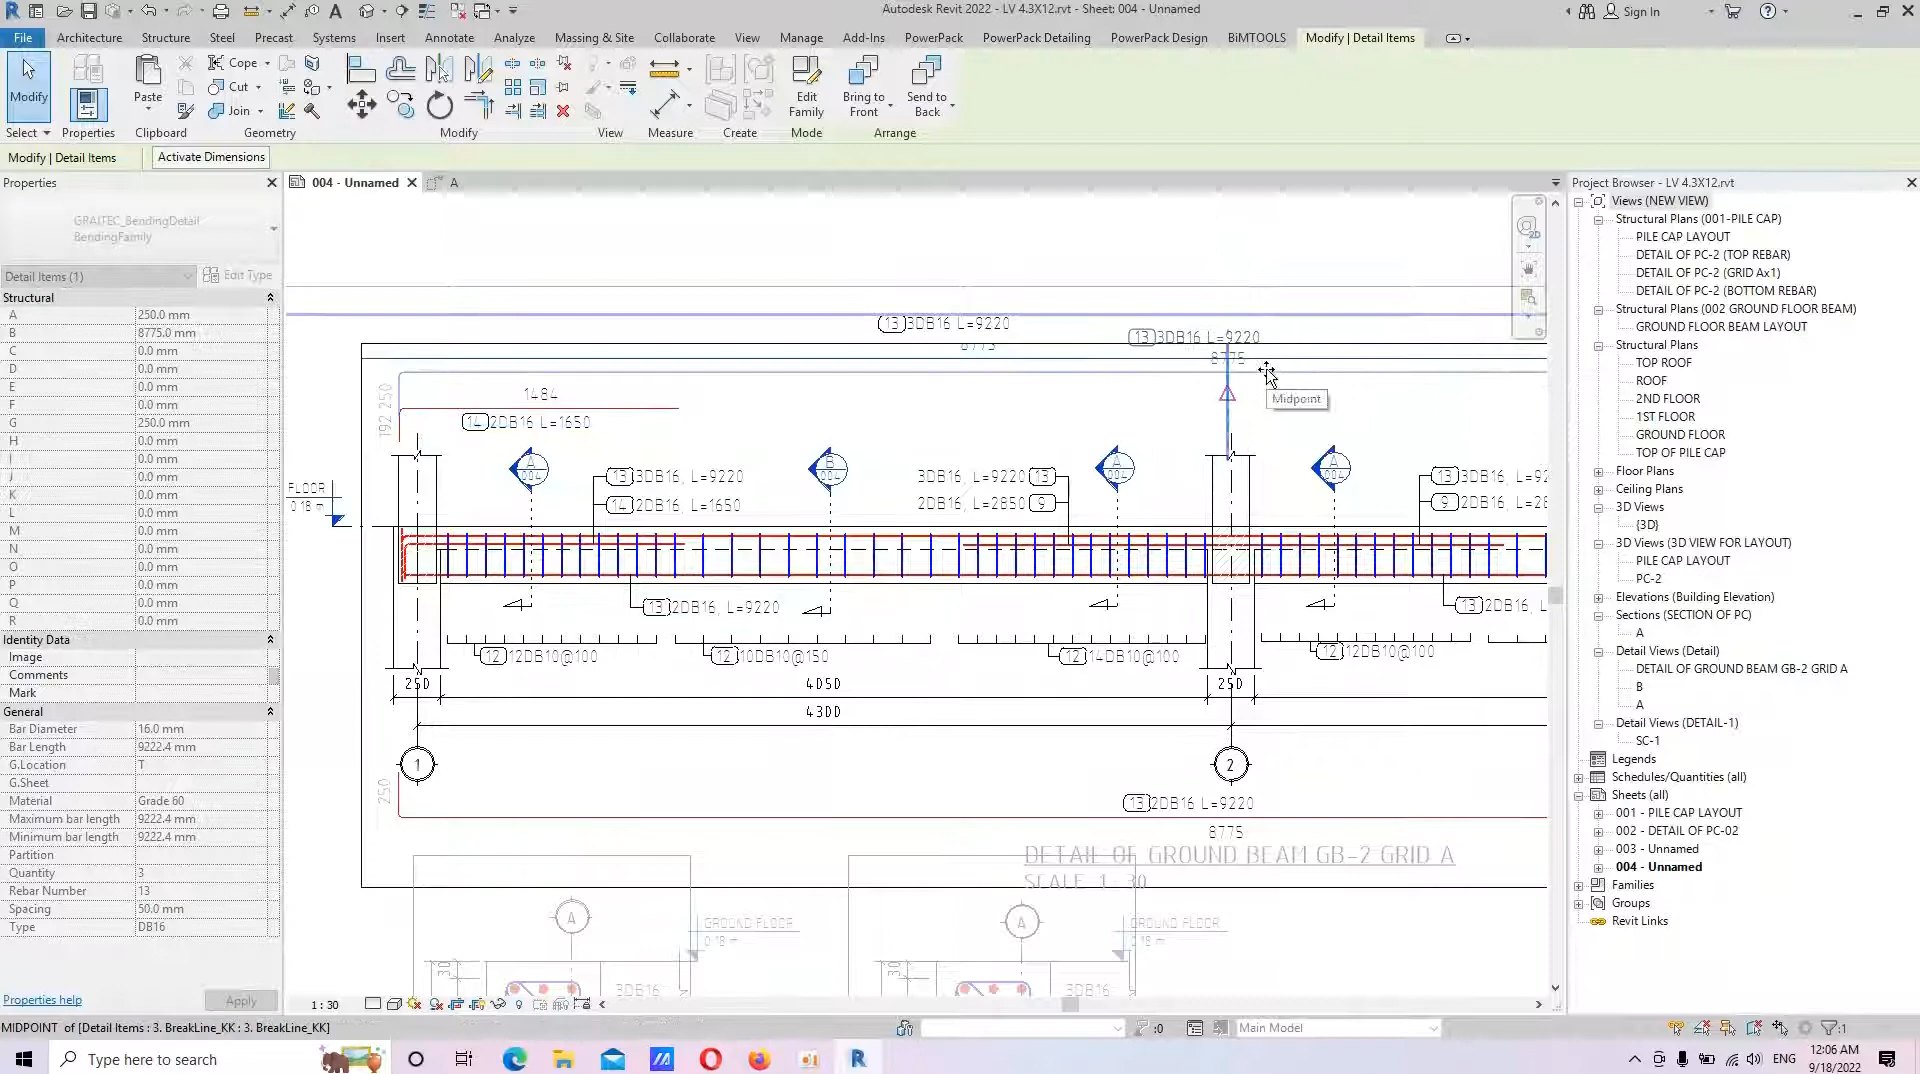 Autodesk Revit 2022 - LV 4.3X12.rvt - Sheet: 004 - Unnamed
Sign In
File Architecture Structure Steel Precast Systems Insert Annotate Analyze Massing & Site Collaborate View Manage Add-Ins PowerPack PowerPack Detailing PowerPack Design BiMTOOLS Modify | Detail Items
Modify
Paste
Cope
Cut
Join
Edit Family
Bring to Front
Send to Back
Select Properties Clipboard Geometry Modify View Measure Create Mode Arrange
Modify | Detail Items Activate Dimensions
Properties
GRAITEC_BendingDetail
BendingFamily
Detail Items (1) Edit Type
Structural
A 250.0 mm
B 8775.0 mm
C 0.0 mm
D 0.0 mm
E 0.0 mm
F 0.0 mm
G 250.0 mm
H 0.0 mm
I 0.0 mm
J 0.0 mm
K 0.0 mm
L 0.0 mm
M 0.0 mm
N 0.0 mm
O 0.0 mm
P 0.0 mm
Q 0.0 mm
R 0.0 mm
Identity Data
Image
Comments
Mark
General
Bar Diameter 16.0 mm
Bar Length 9222.4 mm
G.Location T
G.Sheet
Material Grade 60
Maximum bar length 9222.4 mm
Minimum bar length 9222.4 mm
Partition
Quantity 3
Rebar Number 13
Spacing 50.0 mm
Type DB16
Properties help Apply
004 - Unnamed A
2D
13 3DB16 L=9220
8775
13 3DB16 L=9220
8775
Midpoint
192 250
1484
14 2DB16 L=1650
A
004
B
004
A
004
A
004
13 3DB16, L=9220
14 2DB16, L=1650
3DB16, L=9220 13
2DB16, L=2850 9
13 3DB16, L=92
9 2DB16, L=28
FLOOR
0.18 m
13 2DB16, L=9220
13 2DB16, L
12 12DB10@100
12 10DB10@150
12 14DB10@100
12 12DB10@100
250 4050 250
4300
1 2
250
13 2DB16 L=9220
8775
DETAIL OF GROUND BEAM GB-2 GRID A
SCALE 1 : 30
A
GROUND FLOOR
0.18 m
A
GROUND FLOOR
0.18 m
30
3DB16
30
3DB16
1 : 30
Project Browser - LV 4.3X12.rvt
Views (NEW VIEW)
Structural Plans (001-PILE CAP)
PILE CAP LAYOUT
DETAIL OF PC-2 (TOP REBAR)
DETAIL OF PC-2 (GRID Ax1)
DETAIL OF PC-2 (BOTTOM REBAR)
Structural Plans (002 GROUND FLOOR BEAM)
GROUND FLOOR BEAM LAYOUT
Structural Plans
TOP ROOF
ROOF
2ND FLOOR
1ST FLOOR
GROUND FLOOR
TOP OF PILE CAP
Floor Plans
Ceiling Plans
3D Views
{3D}
3D Views (3D VIEW FOR LAYOUT)
PILE CAP LAYOUT
PC-2
Elevations (Building Elevation)
Sections (SECTION OF PC)
A
Detail Views (Detail)
DETAIL OF GROUND BEAM GB-2 GRID A
B
A
Detail Views (DETAIL-1)
SC-1
Legends
Schedules/Quantities (all)
Sheets (all)
001 - PILE CAP LAYOUT
002 - DETAIL OF PC-02
003 - Unnamed
004 - Unnamed
Families
Groups
Revit Links
MIDPOINT of [Detail Items : 3. BreakLine_KK : 3. BreakLine_KK]
:0 Main Model :1
Type here to search
ENG
12:06 AM
9/18/2022